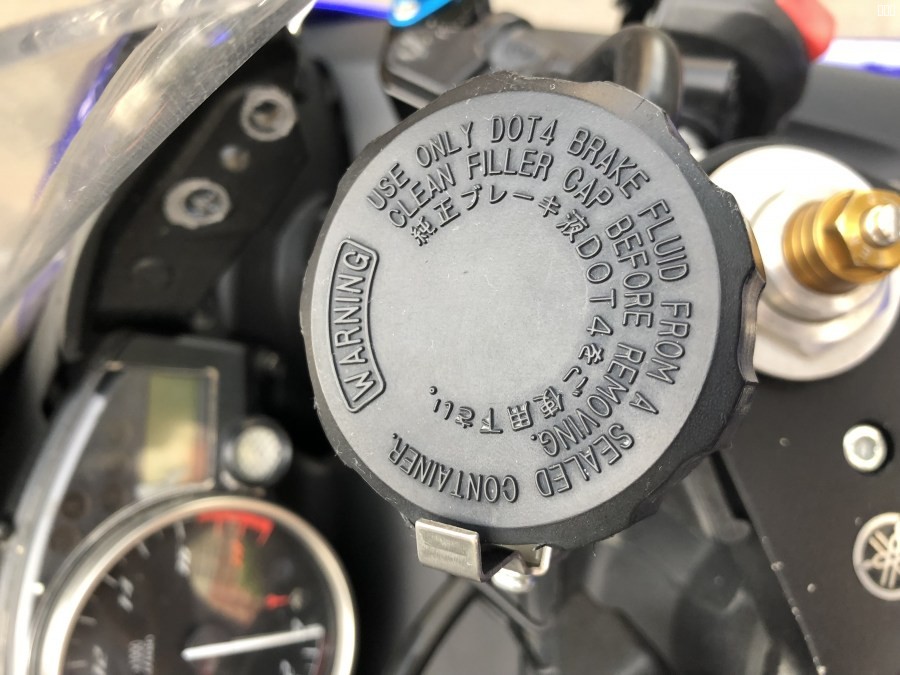 WARNING
USE ONLY DOT4 BRAKE FLUID FROM A SEALED CONTAINER.
CLEAN FILLER CAP BEFORE REMOVING.
純正ブレーキ液DOT4をご使用下さい.